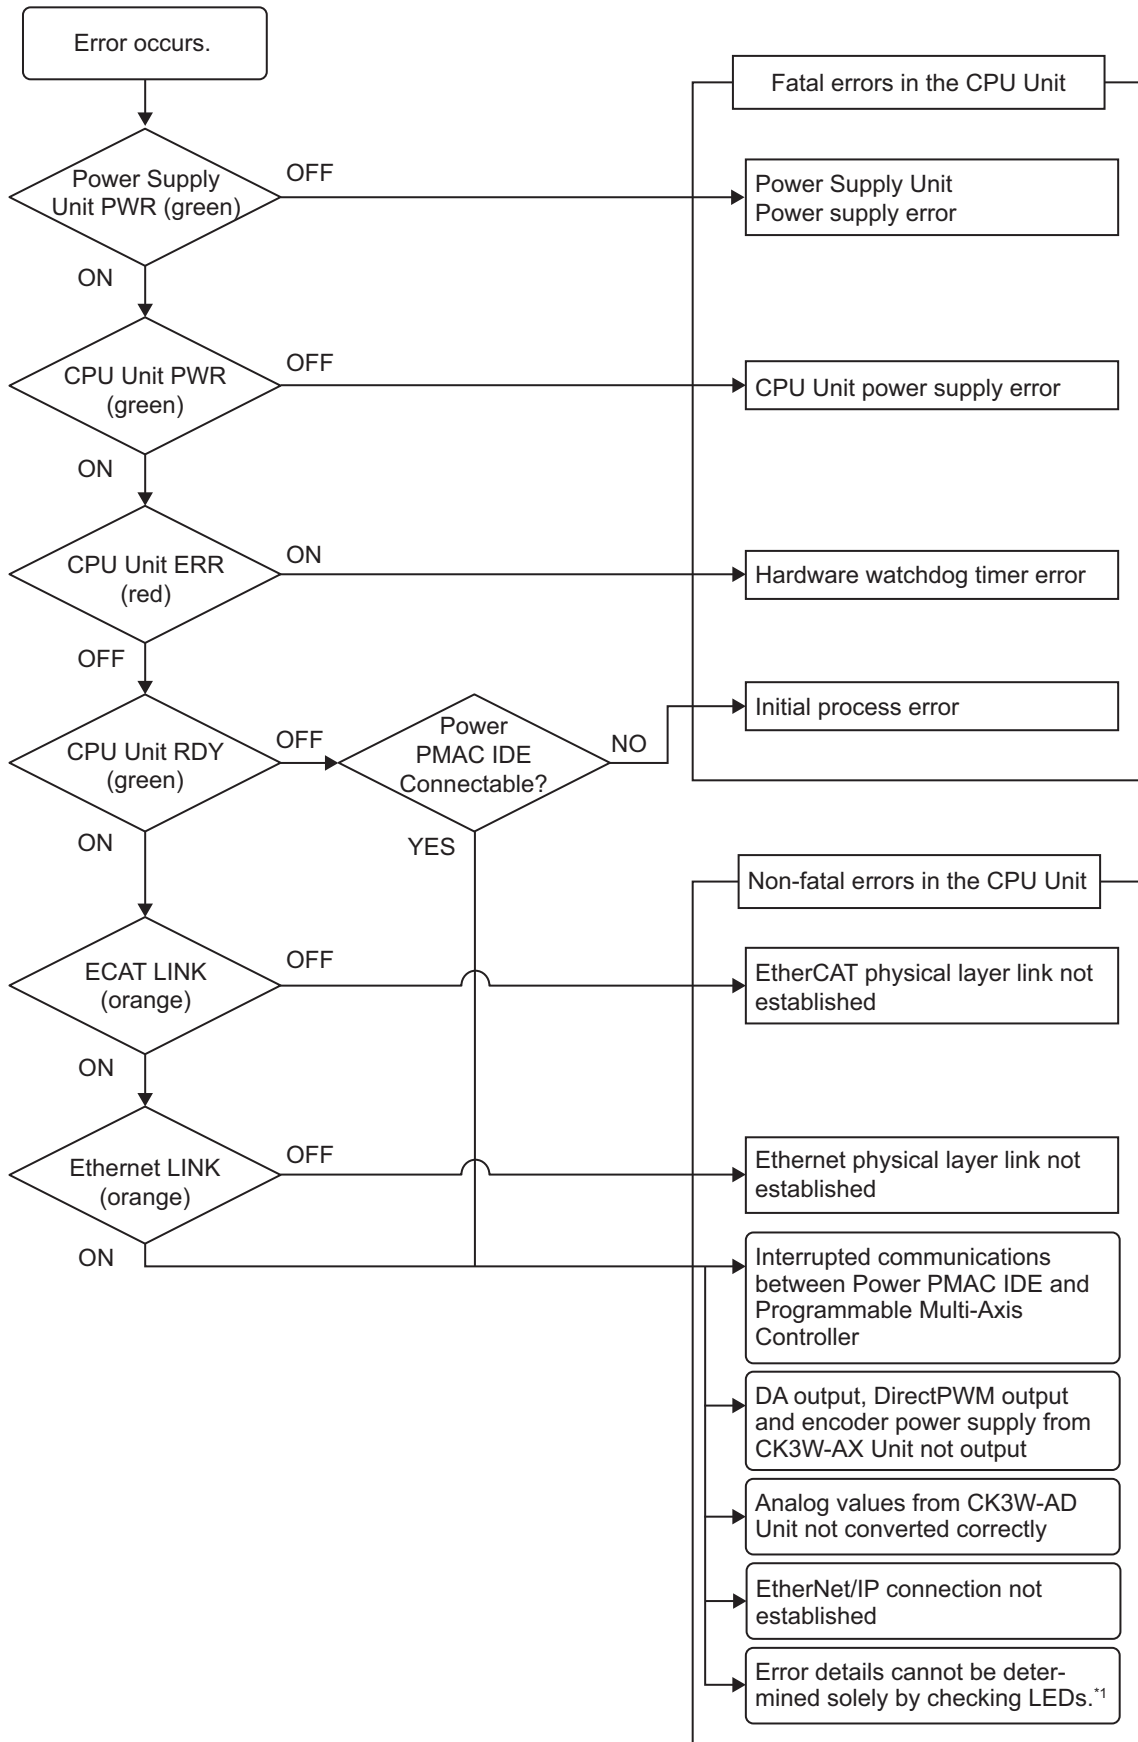 Error occurs.
Fatal errors in the CPU Unit
Power Supply
Unit PWR (green)
OFF
Power Supply Unit
Power supply error
ON
CPU Unit PWR
(green)
OFF
CPU Unit power supply error
ON
CPU Unit ERR
(red)
ON
Hardware watchdog timer error
OFF
CPU Unit RDY
(green)
OFF
Power
PMAC IDE
Connectable?
NO
Initial process error
ON
YES
Non-fatal errors in the CPU Unit
ECAT LINK
(orange)
OFF
EtherCAT physical layer link not
established
ON
Ethernet LINK
(orange)
OFF
Ethernet physical layer link not
established
ON
Interrupted communications
between Power PMAC IDE and
Programmable Multi-Axis
Controller
DA output, DirectPWM output
and encoder power supply from
CK3W-AX Unit not output
Analog values from CK3W-AD
Unit not converted correctly
EtherNet/IP connection not
established
Error details cannot be deter-
mined solely by checking LEDs.*1